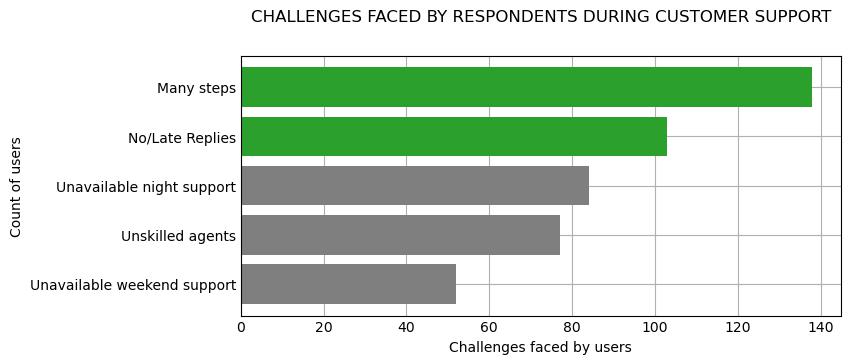 CHALLENGES FACED BY RESPONDENTS DURING CUSTOMER SUPPORT
Many steps
No/Late Replies
Unavailable night support
Unskilled agents
Unavailable weekend support
Count of users
0 20 40 60 80 100 120 140
Challenges faced by users